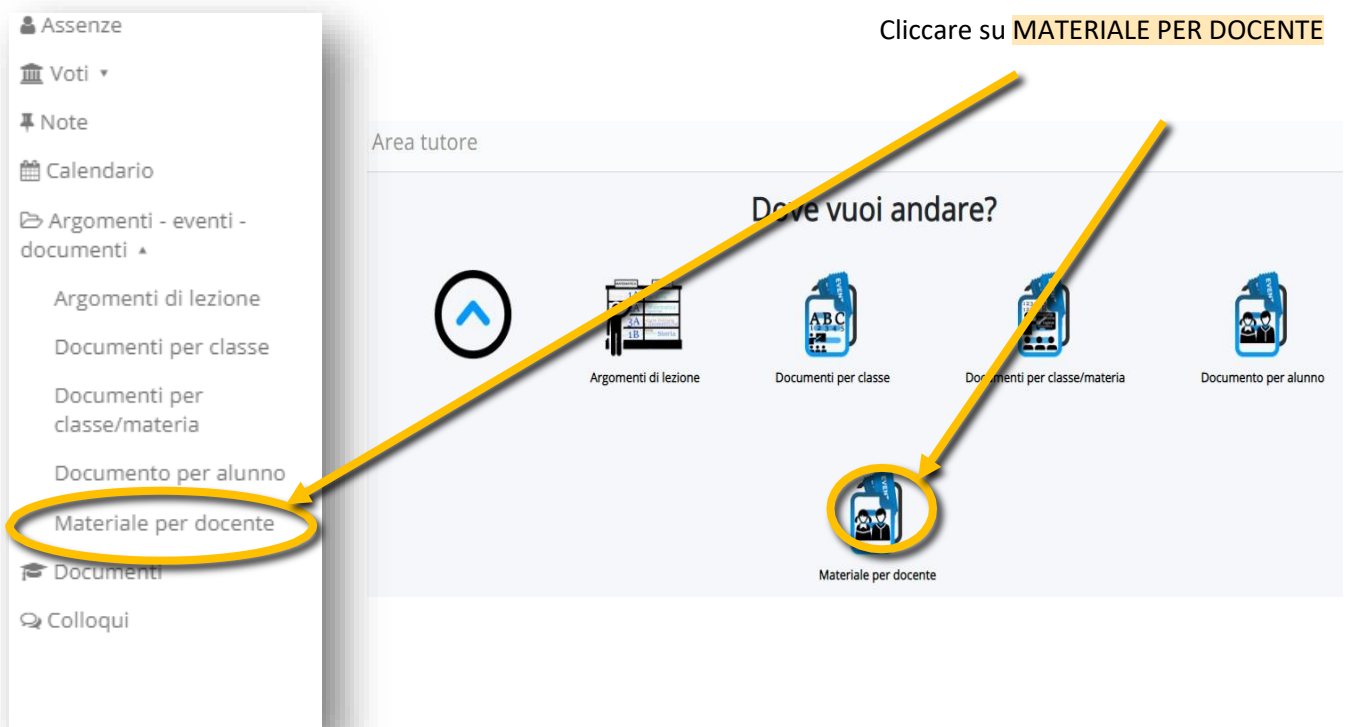 Assenze
Voti
Note
Calendario
Argomenti - eventi -
documenti
Argomenti di lezione
Documenti per classe
Documenti per
classe/materia
Documento per alunno
Materiale per docente
Documenti
Colloqui
Cliccare su MATERIALE PER DOCENTE
Area tutore
Dove vuoi andare?
Argomenti di lezione
Documenti per classe
Documenti per classe/materia
Documento per alunno
Materiale per docente